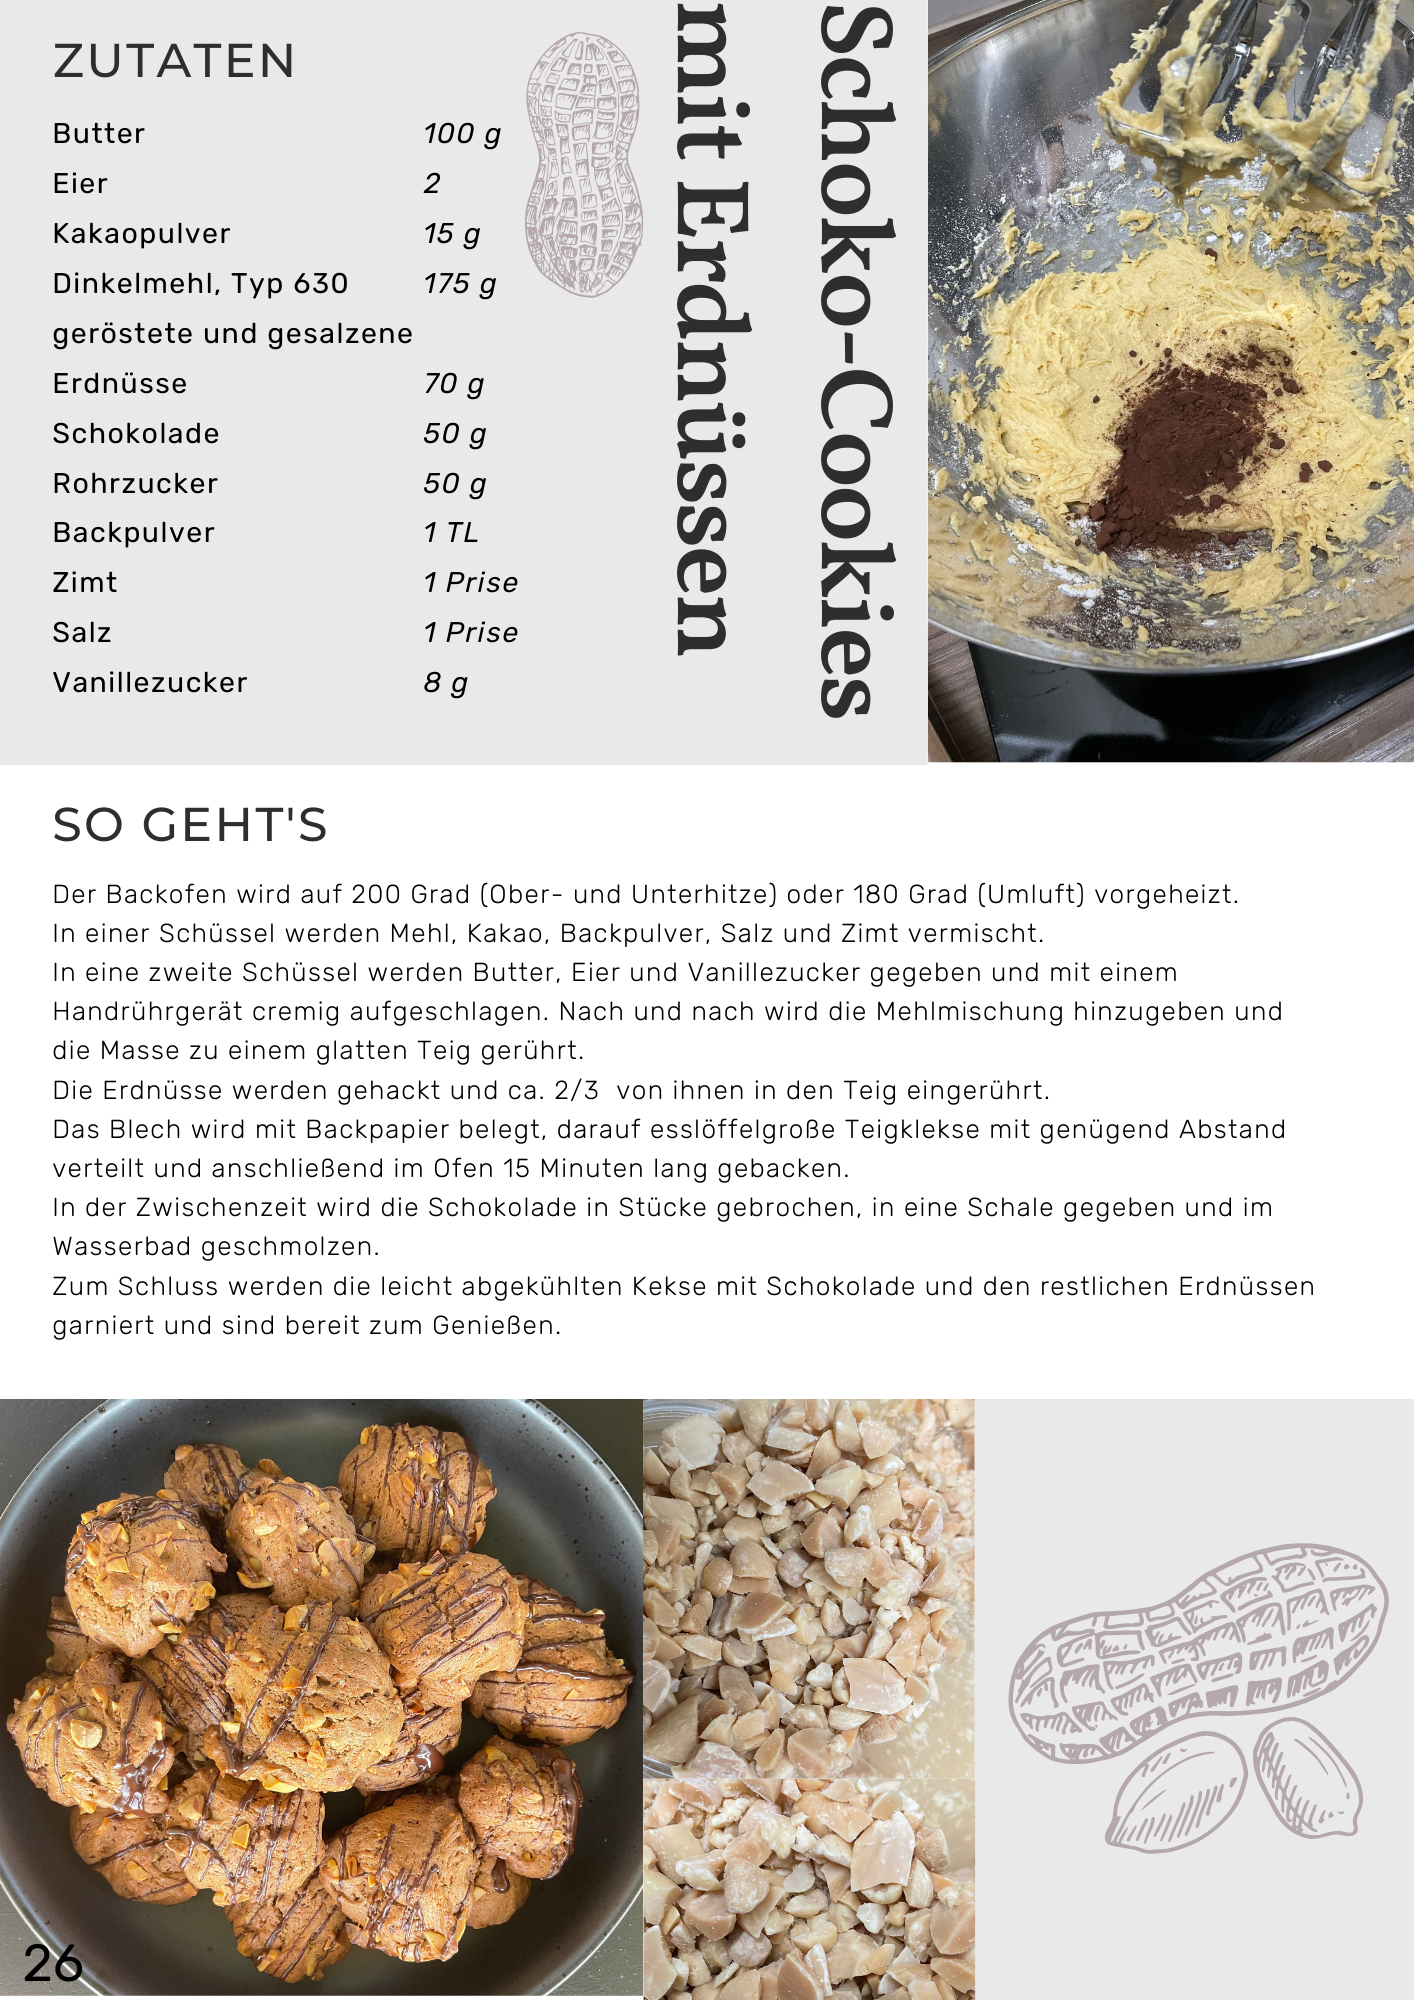 Schoko-Cookies
mit Erdnüssen
ZUTATEN
Butter 100 g
Eier 2
Kakaopulver 15 g
Dinkelmehl, Typ 630 175 g
geröstete und gesalzene
Erdnüsse 70 g
Schokolade 50 g
Rohrzucker 50 g
Backpulver 1 TL
Zimt 1 Prise
Salz 1 Prise
Vanillezucker 8 g
SO GEHT'S
Der Backofen wird auf 200 Grad (Ober- und Unterhitze) oder 180 Grad (Umluft) vorgeheizt.
In einer Schüssel werden Mehl, Kakao, Backpulver, Salz und Zimt vermischt.
In eine zweite Schüssel werden Butter, Eier und Vanillezucker gegeben und mit einem
Handrührgerät cremig aufgeschlagen. Nach und nach wird die Mehlmischung hinzugeben und
die Masse zu einem glatten Teig gerührt.
Die Erdnüsse werden gehackt und ca. 2/3 von ihnen in den Teig eingerührt.
Das Blech wird mit Backpapier belegt, darauf esslöffelgroße Teigklekse mit genügend Abstand
verteilt und anschließend im Ofen 15 Minuten lang gebacken.
In der Zwischenzeit wird die Schokolade in Stücke gebrochen, in eine Schale gegeben und im
Wasserbad geschmolzen.
Zum Schluss werden die leicht abgekühlten Kekse mit Schokolade und den restlichen Erdnüssen
garniert und sind bereit zum Genießen.
26